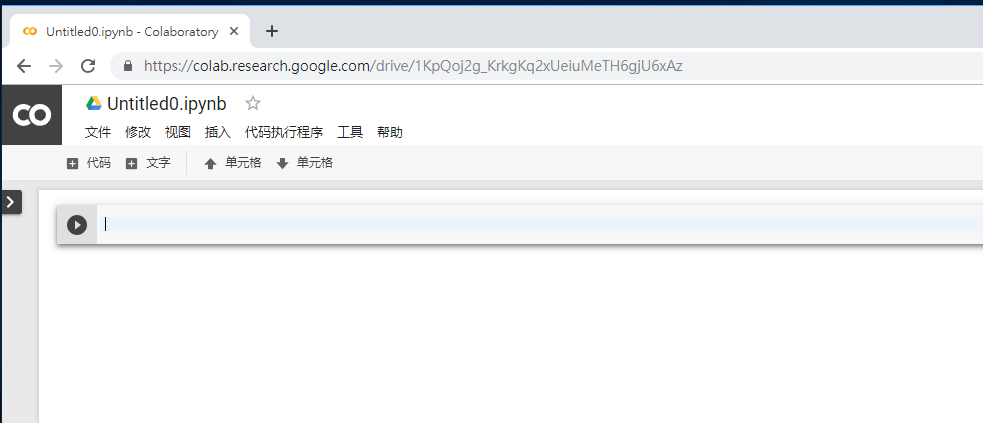 Untitled0.ipynb - Colaboratory
https://colab.research.google.com/drive/1KpQoj2g_KrkgKq2xUeiuMeTH6gjU6xAz
CO
Untitled0.ipynb
文件 修改 视图 插入 代码执行程序 工具 帮助
代码 文字 单元格 单元格